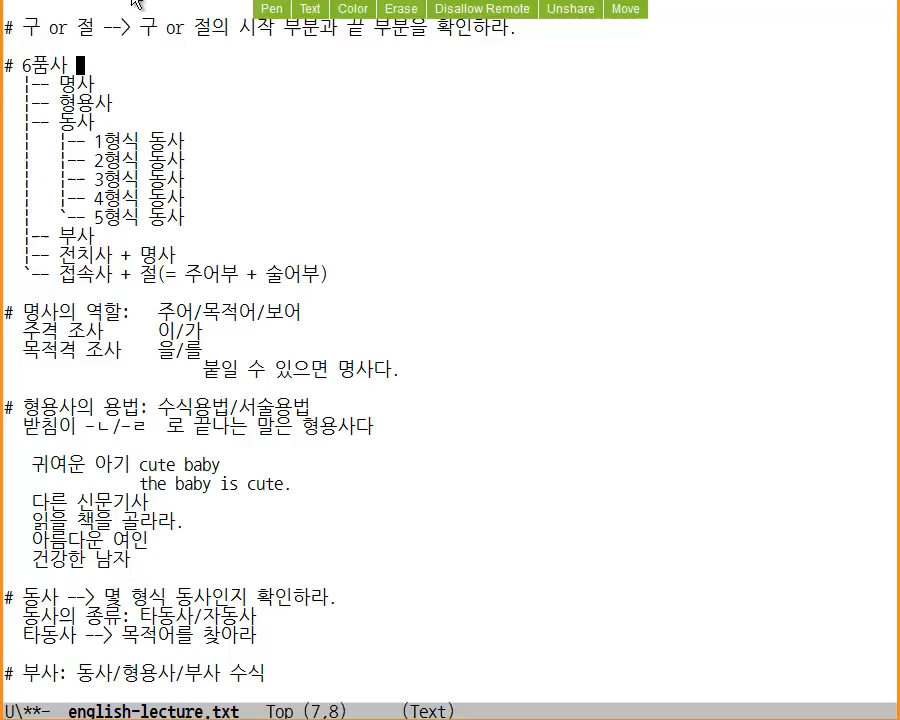 Pen Text Color Erase Disallow Remote Unshare Move
# 구 or 절 --> 구 or 절의 시작 부분과 끝 부분을 확인하라.
# 6품사
¦-- 명사
¦-- 형용사
¦-- 동사
¦   ¦-- 1형식 동사
¦   ¦-- 2형식 동사
¦   ¦-- 3형식 동사
¦   ¦-- 4형식 동사
¦   `-- 5형식 동사
¦-- 부사
¦-- 전치사 + 명사
`-- 접속사 + 절(= 주어부 + 술어부)
# 명사의 역할: 주어/목적어/보어
주격 조사 이/가
목적격 조사 을/를
붙일 수 있으면 명사다.
# 형용사의 용법: 수식용법/서술용법
받침이 -ㄴ/-ㄹ 로 끝나는 말은 형용사다
귀여운 아기 cute baby
the baby is cute.
다른 신문기사
읽을 책을 골라라.
아름다운 여인
건강한 남자
# 동사 --> 몇 형식 동사인지 확인하라.
동사의 종류: 타동사/자동사
타동사 --> 목적어를 찾아라
# 부사: 동사/형용사/부사 수식
U\**- english-lecture.txt Top (7,8) (Text)